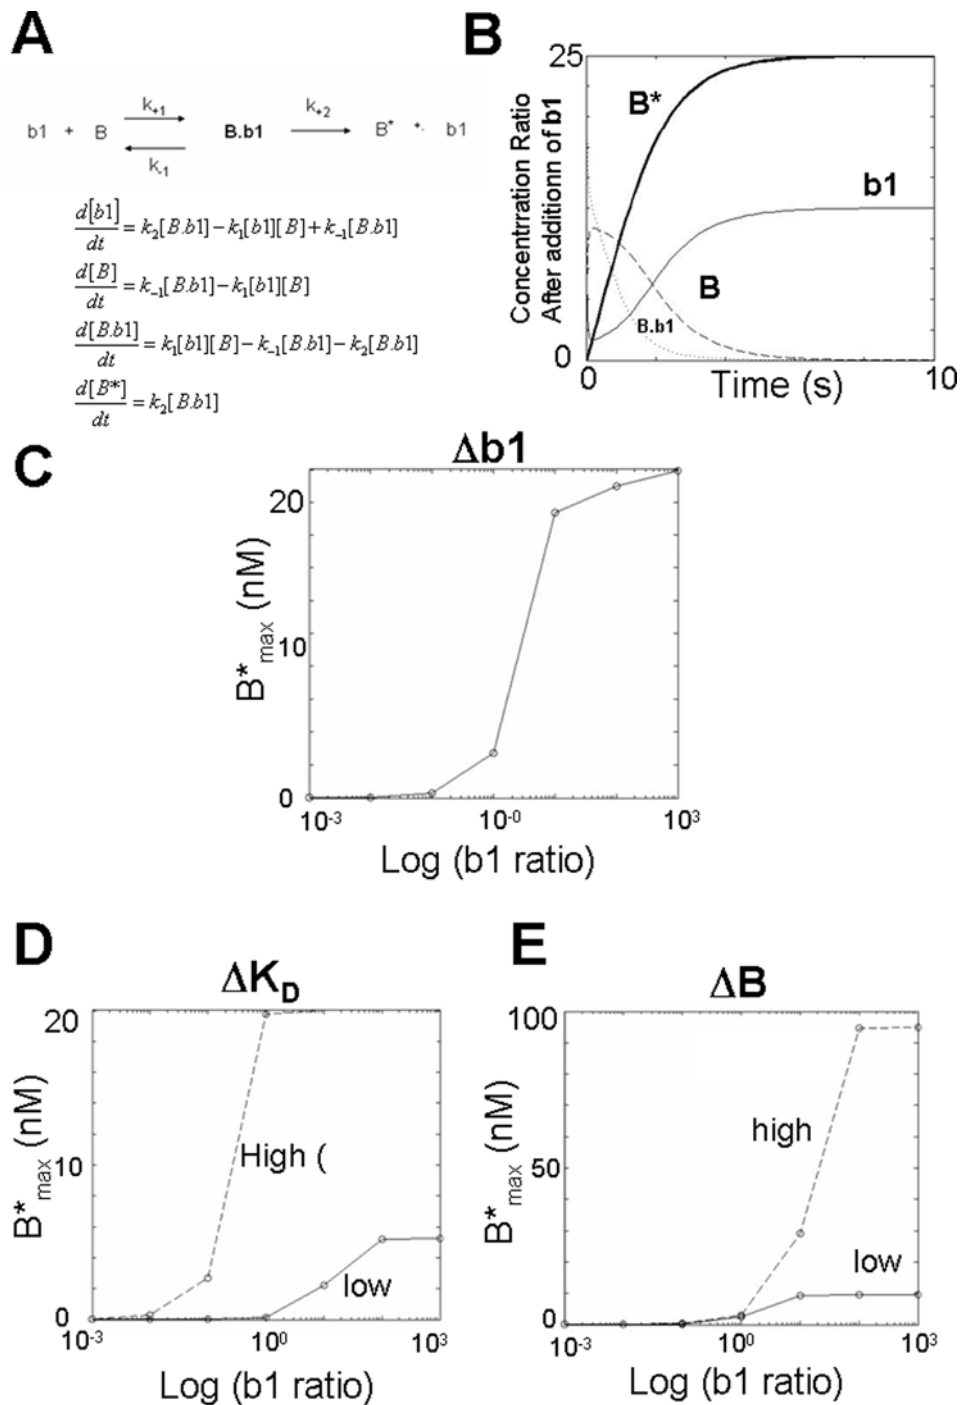 A
b1 + B k+1 k-1 B.b1 k+2 B* +. b1
d[b1]/dt = k2[B.b1] − k1[b1][B] + k−1[B.b1]
d[B]/dt = k−1[B.b1] − k1[b1][B]
d[B.b1]/dt = k1[b1][B] − k−1[B.b1] − k2[B.b1]
d[B*]/dt = k2[B.b1]
B
Concentrration Ratio
After additionn of b1
25
0
B*
b1
B
B.b1
0
10
Time (s)
C
Δb1
B*max (nM)
20
10
0
10-3
10-0
103
Log (b1 ratio)
D
ΔKD
B*max (nM)
20
10
0
High (
low
10-3
100
103
Log (b1 ratio)
E
ΔB
B*max (nM)
100
50
0
high
low
10-3
100
103
Log (b1 ratio)